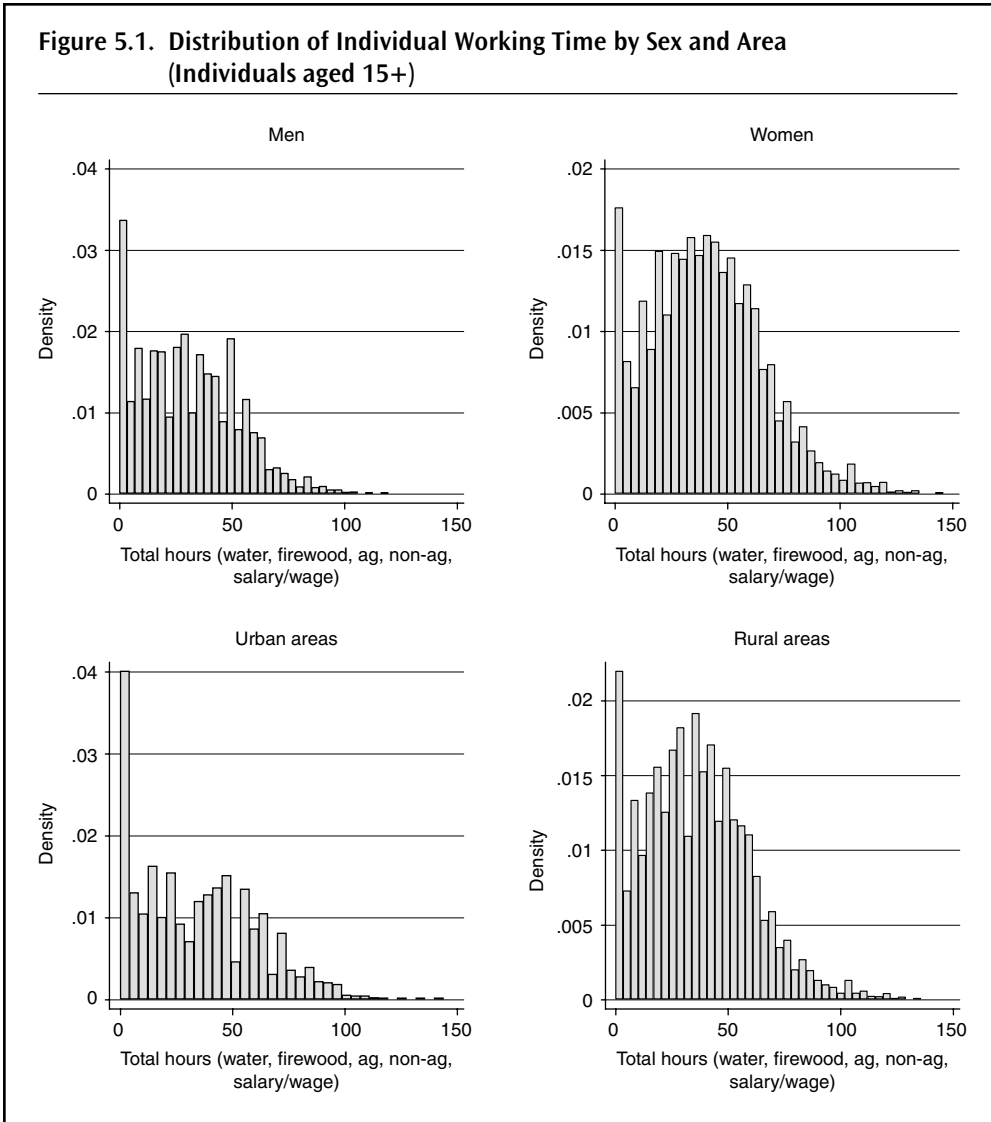 Figure 5.1. Distribution of Individual Working Time by Sex and Area
(Individuals aged 15+)
Men
.04
.03
.02
.01
0
Density
0 50 100 150
Total hours (water, firewood, ag, non-ag,
salary/wage)
Women
.02
.015
.01
.005
0
Density
0 50 100 150
Total hours (water, firewood, ag, non-ag,
salary/wage)
Urban areas
.04
.03
.02
.01
0
Density
0 50 100 150
Total hours (water, firewood, ag, non-ag,
salary/wage)
Rural areas
.02
.015
.01
.005
0
Density
0 50 100 150
Total hours (water, firewood, ag, non-ag,
salary/wage)